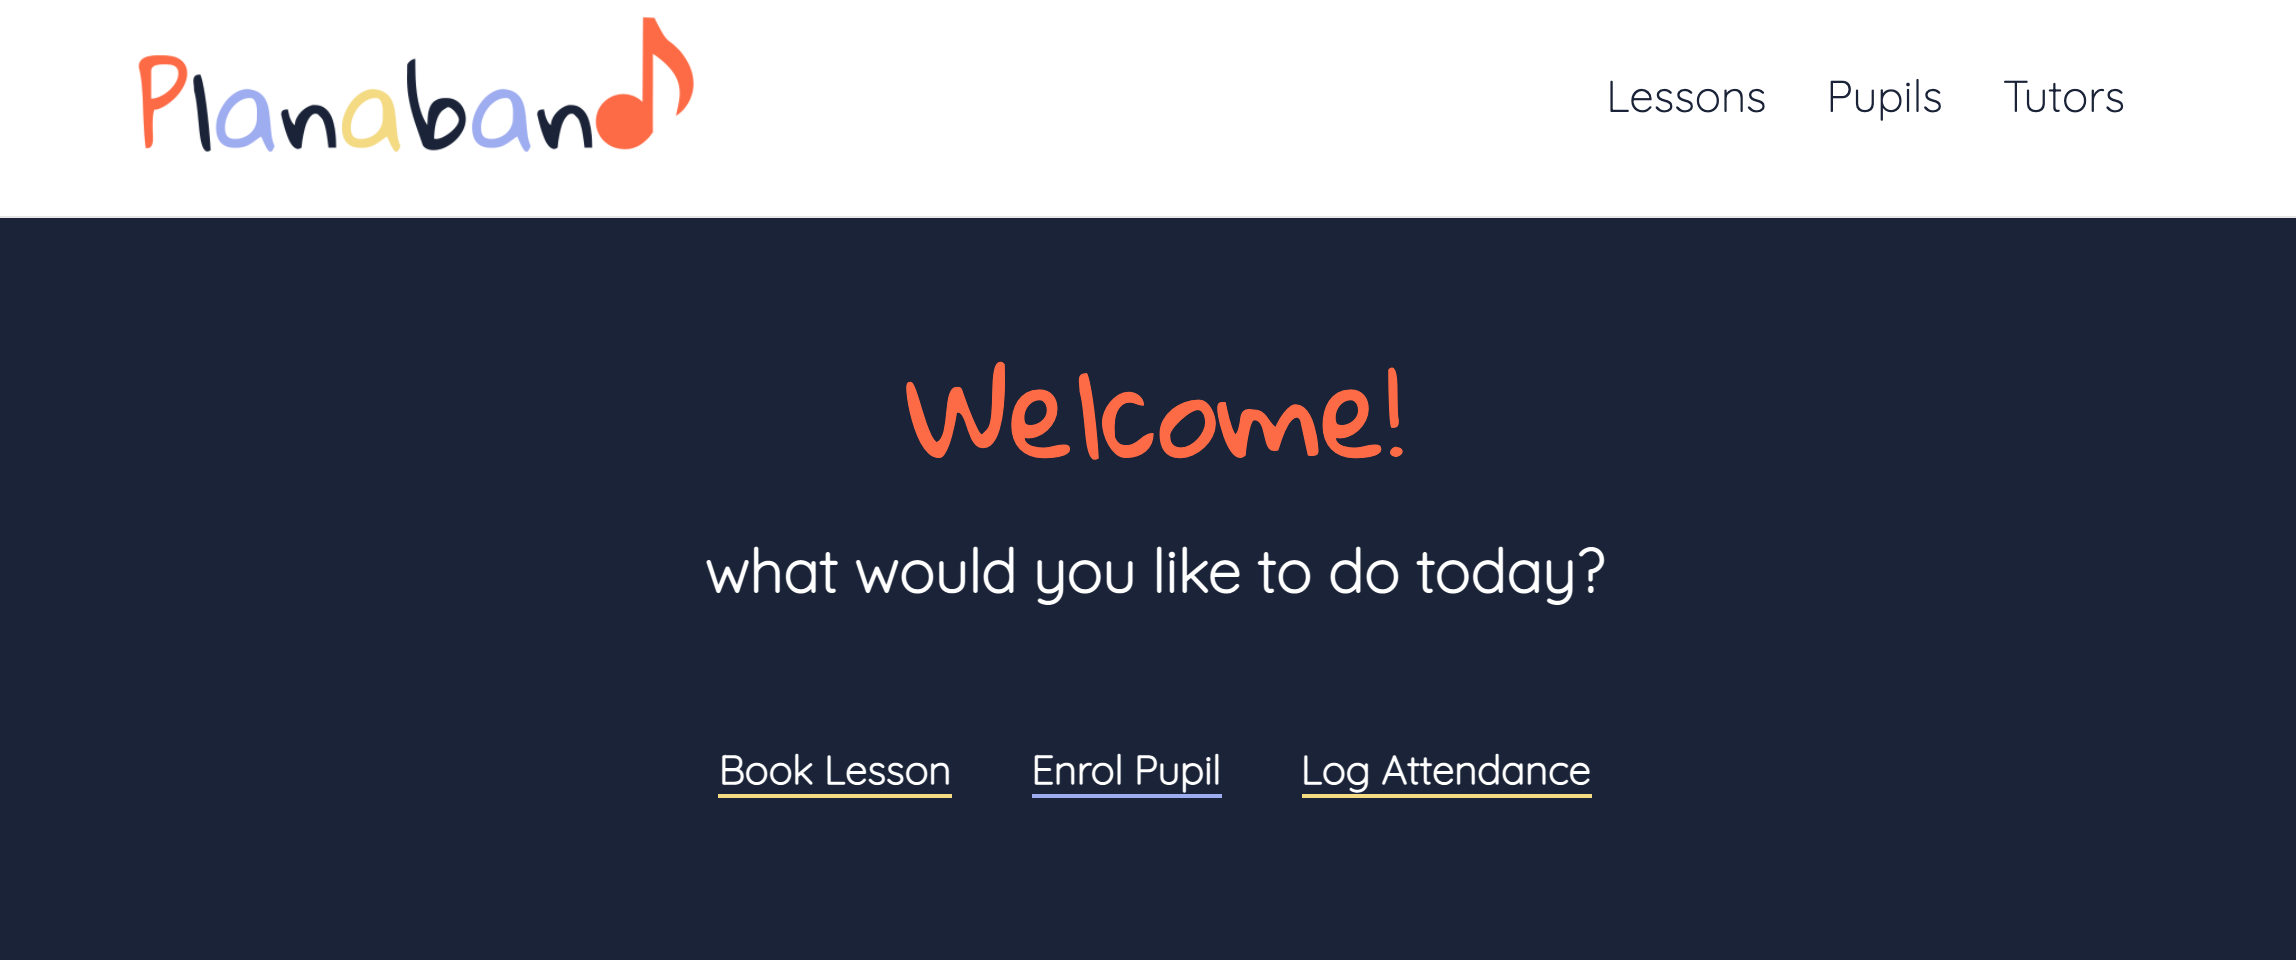 Planaband
Lessons Pupils Tutors
Welcome!
what would you like to do today?
Book Lesson Enrol Pupil Log Attendance